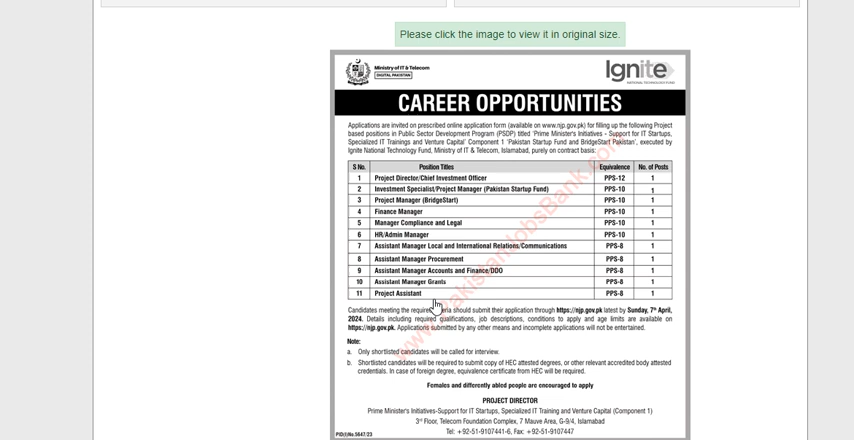 Please click the image to view it in original size.
Ministry of IT & Telecom
DIGITAL PAKISTAN
Ignite
NATIONAL TECHNOLOGY FUND
CAREER OPPORTUNITIES
Applications are invited on prescribed online application form (available on www.njp.gov.pk) for filling up the following Project
based positions in Public Sector Development Program (PSDP) titled 'Prime Minister's Initiatives - Support for IT Startups,
Specialized IT Trainings and Venture Capital' Component 1 'Pakistan Startup Fund and BridgeStart Pakistan', executed by
Ignite National Technology Fund, Ministry of IT & Telecom, Islamabad, purely on contract basis:
S No. Position Titles Equivalence No. of Posts
1 Project Director/Chief Investment Officer PPS-12 1
2 Investment Specialist/Project Manager (Pakistan Startup Fund) PPS-10 1
3 Project Manager (BridgeStart) PPS-10 1
4 Finance Manager PPS-10 1
5 Manager Compliance and Legal PPS-10 1
6 HR/Admin Manager PPS-10 1
7 Assistant Manager Local and International Relations/Communications PPS-8 1
8 Assistant Manager Procurement PPS-8 1
9 Assistant Manager Accounts and Finance/DDO PPS-8 1
10 Assistant Manager Grants PPS-8 1
11 Project Assistant PPS-8 1
Candidates meeting the required criteria should submit their application through https://njp.gov.pk latest by Sunday, 7th April,
2024. Details including required qualifications, job descriptions, conditions to apply and age limits are available on
https://njp.gov.pk. Applications submitted by any other means and incomplete applications will not be entertained.
Note:
a. Only shortlisted candidates will be called for interview.
b. Shortlisted candidates will be required to submit copy of HEC attested degrees, or other relevant accredited body attested
credentials. In case of foreign degree, equivalence certificate from HEC will be required.
Females and differently abled people are encouraged to apply
PROJECT DIRECTOR
Prime Minister's Initiatives-Support for IT Startups, Specialized IT Training and Venture Capital (Component 1)
3rd Floor, Telecom Foundation Complex, 7 Mauve Area, G-9/4, Islamabad
Tel: +92-51-9107441-6, Fax: +92-51-9107447
PID(I)No.5647/23
www.PakistanJobsBank.com